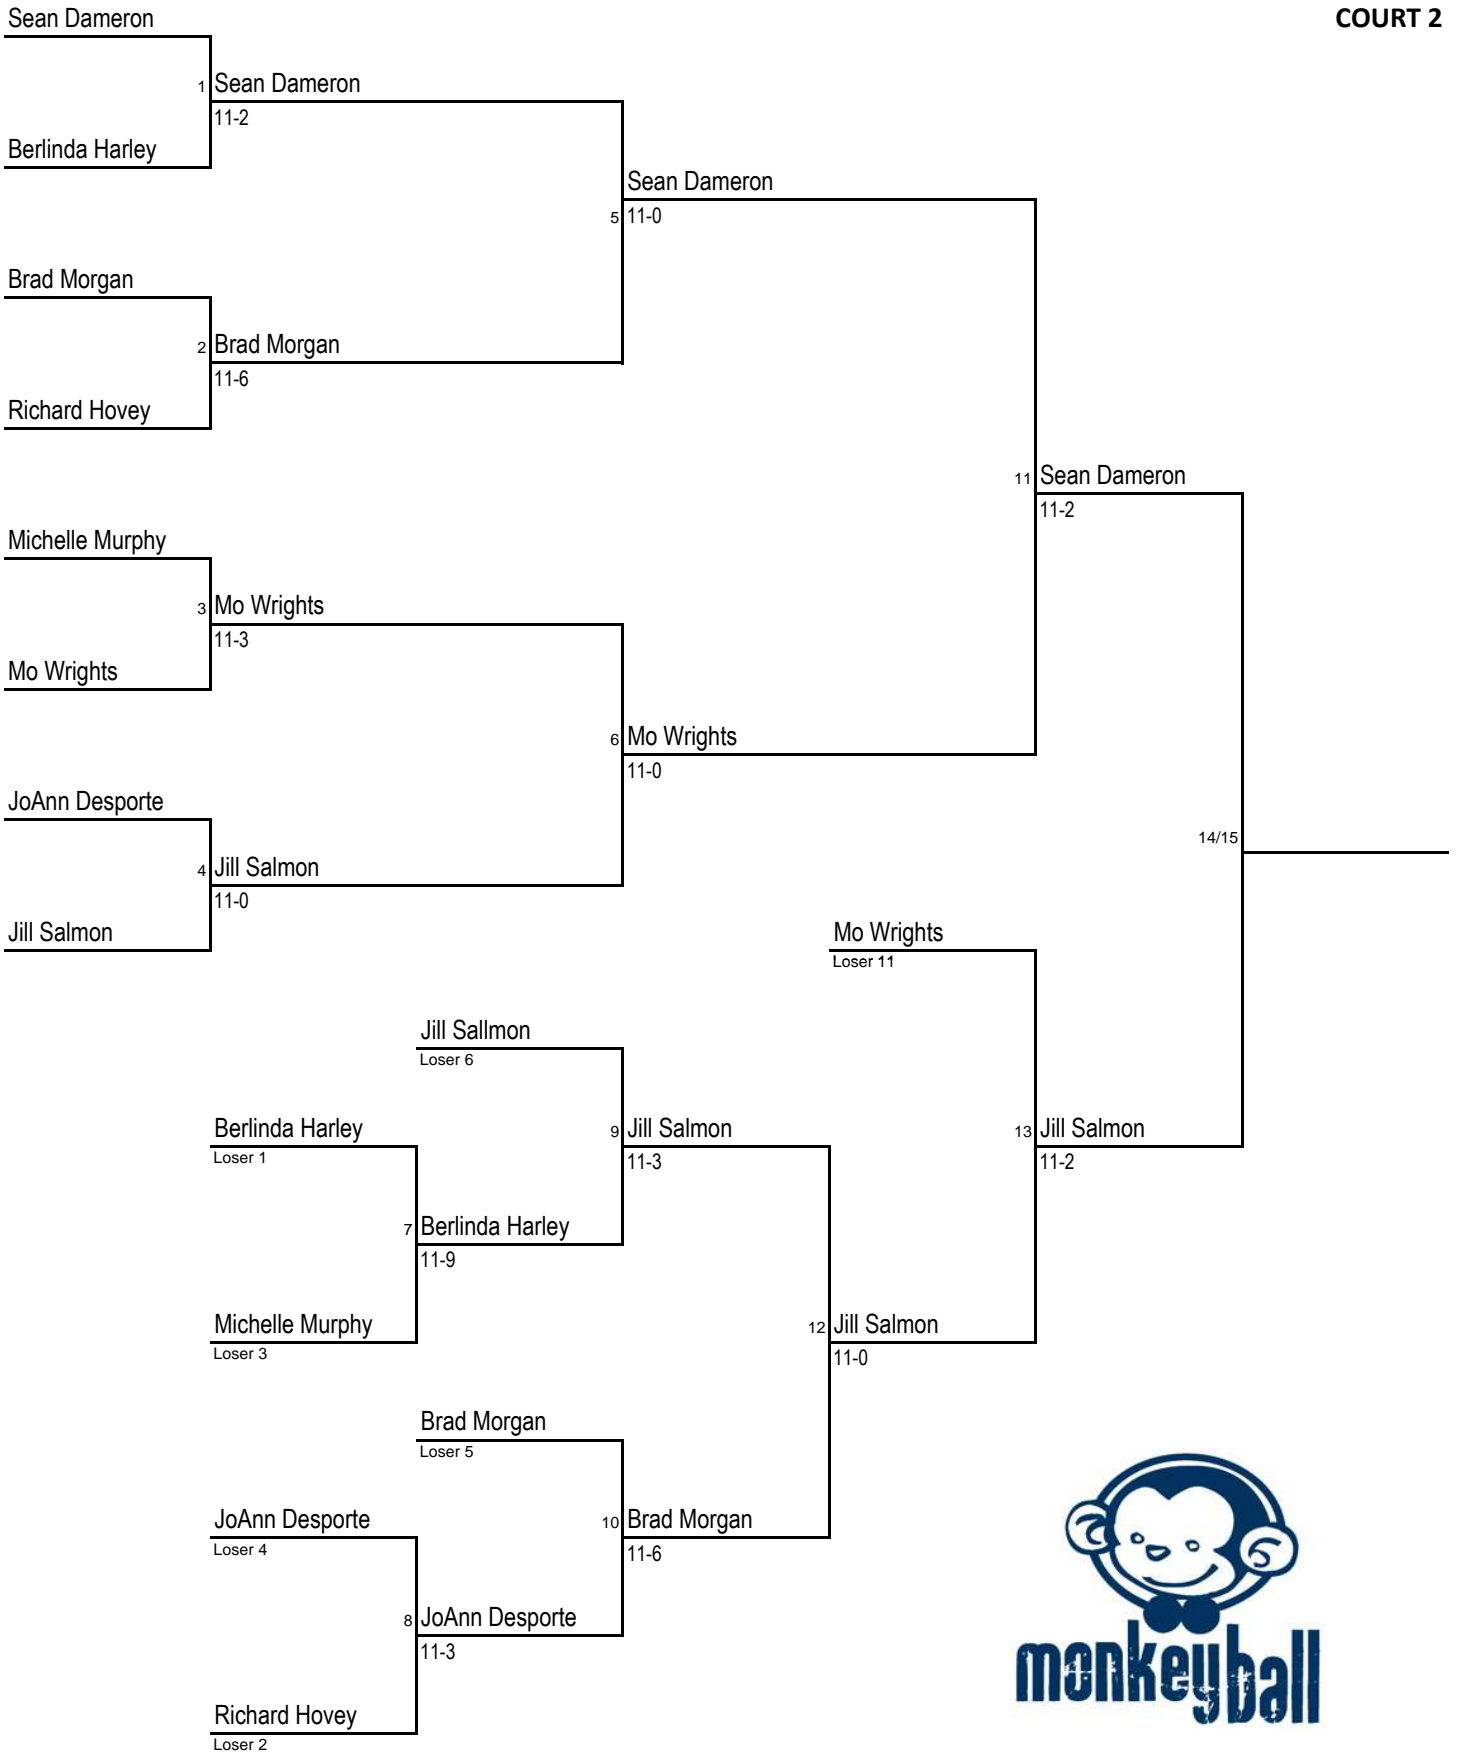 Sean Dameron
COURT 2
1 Sean Dameron
11-2
Berlinda Harley
Sean Dameron
5 11-0
Brad Morgan
2 Brad Morgan
11-6
Richard Hovey
11 Sean Dameron
11-2
Michelle Murphy
3 Mo Wrights
11-3
Mo Wrights
6 Mo Wrights
11-0
JoAnn Desporte
14/15
4 Jill Salmon
11-0
Jill Salmon
Mo Wrights
Loser 11
Jill Sallmon
Loser 6
Berlinda Harley
Loser 1
9 Jill Salmon
11-3
13 Jill Salmon
11-2
7 Berlinda Harley
11-9
Michelle Murphy
Loser 3
12 Jill Salmon
11-0
Brad Morgan
Loser 5
JoAnn Desporte
Loser 4
10 Brad Morgan
11-6
8 JoAnn Desporte
11-3
Richard Hovey
Loser 2
monkeyball